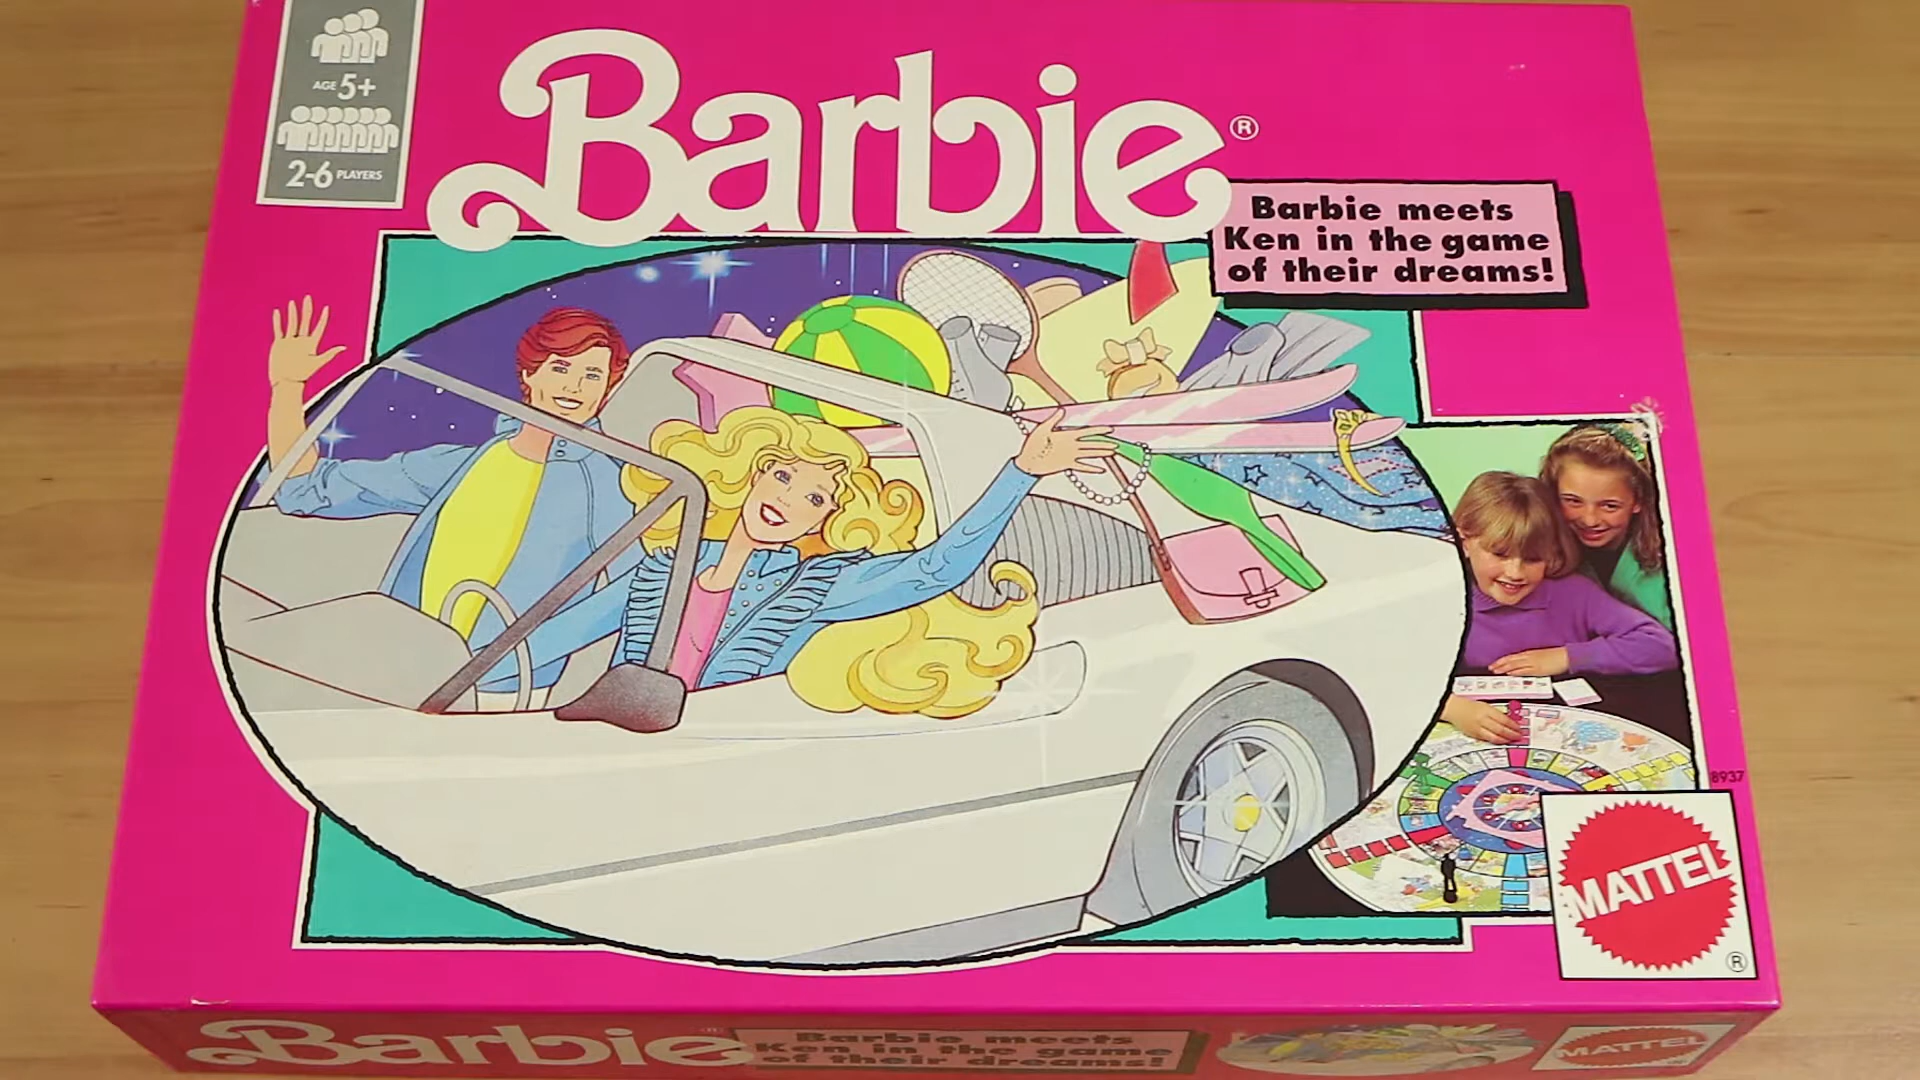 AGE 5+
2-6 PLAYERS
Barbie®
Barbie meets
Ken in the game
of their dreams!
8937
MATTEL
®
Barbie
Barbie meets
Ken in the game
of their dreams!
MATTEL